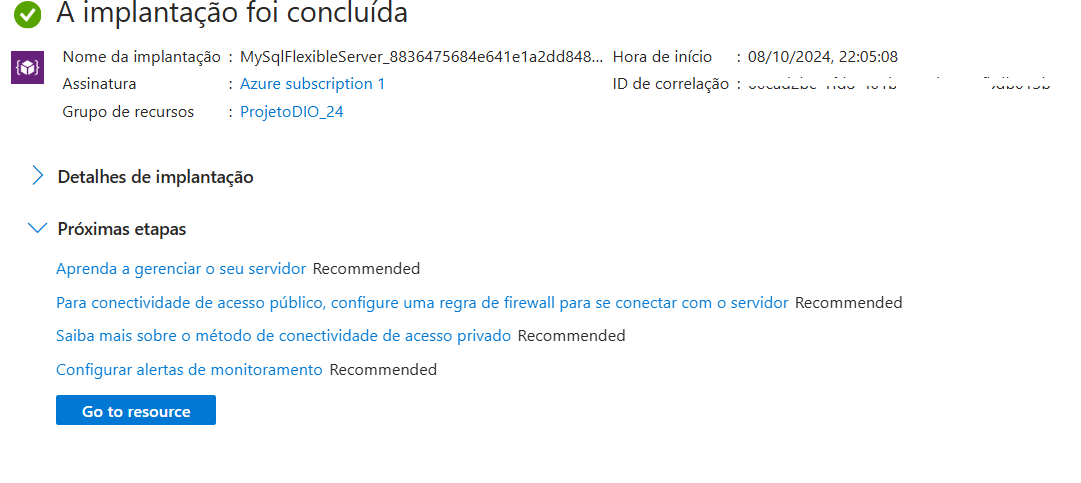 A implantação foi concluída
Nome da implantação : MySqlFlexibleServer_8836475684e641e1a2dd848... Hora de início : 08/10/2024, 22:05:08
Assinatura : Azure subscription 1 ID de correlação :
Grupo de recursos : ProjetoDIO_24
Detalhes de implantação
Próximas etapas
Aprenda a gerenciar o seu servidor Recommended
Para conectividade de acesso público, configure uma regra de firewall para se conectar com o servidor Recommended
Saiba mais sobre o método de conectividade de acesso privado Recommended
Configurar alertas de monitoramento Recommended
Go to resource